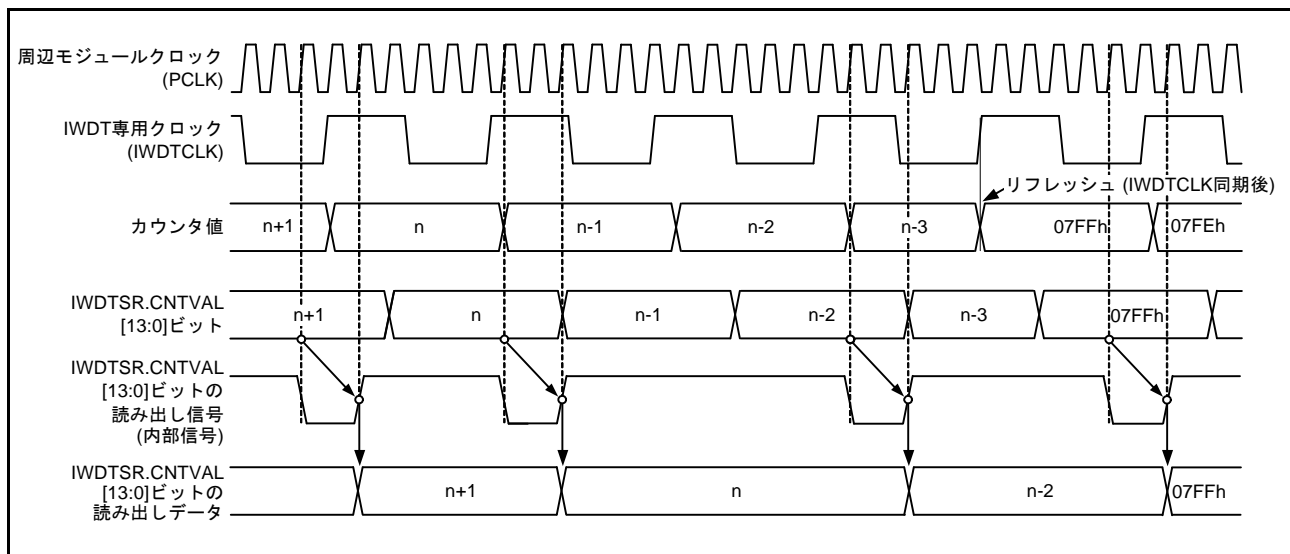 周辺モジュールクロック
(PCLK)
IWDT専用クロック
(IWDTCLK)
リフレッシュ (IWDTCLK同期後)
カウンタ値
n+1
n
n-1
n-2
n-3
07FFh
07FEh
IWDTSR.CNTVAL
[13:0]ビット
n+1
n
n-1
n-2
n-3
07FFh
IWDTSR.CNTVAL
[13:0]ビットの
読み出し信号
(内部信号)
IWDTSR.CNTVAL
[13:0]ビットの
読み出しデータ
n+1
n
n-2
07FFh